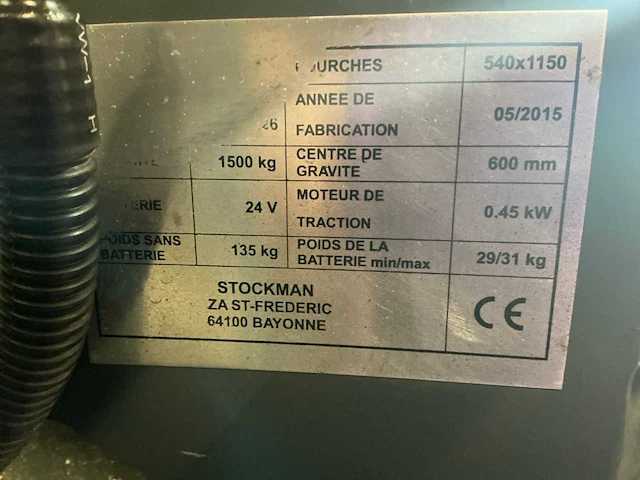 FOURCHES 540x1150
ANNEE DE
FABRICATION 05/2015
26
1500 kg CENTRE DE
GRAVITE 600 mm
24 V MOTEUR DE
TRACTION 0.45 kW
POIDS SANS
BATTERIE 135 kg
POIDS DE LA
BATTERIE min/max 29/31 kg
STOCKMAN
ZA ST-FREDERIC
64100 BAYONNE
CE